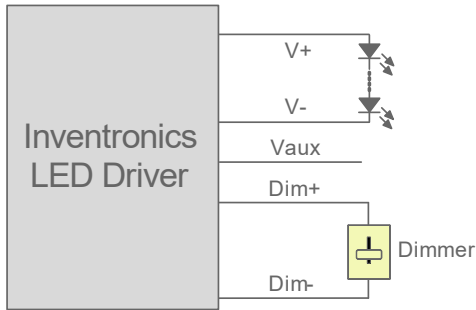 V+
V-
Inventronics
LED Driver
Vaux
Dim+
Dimmer
Dim-